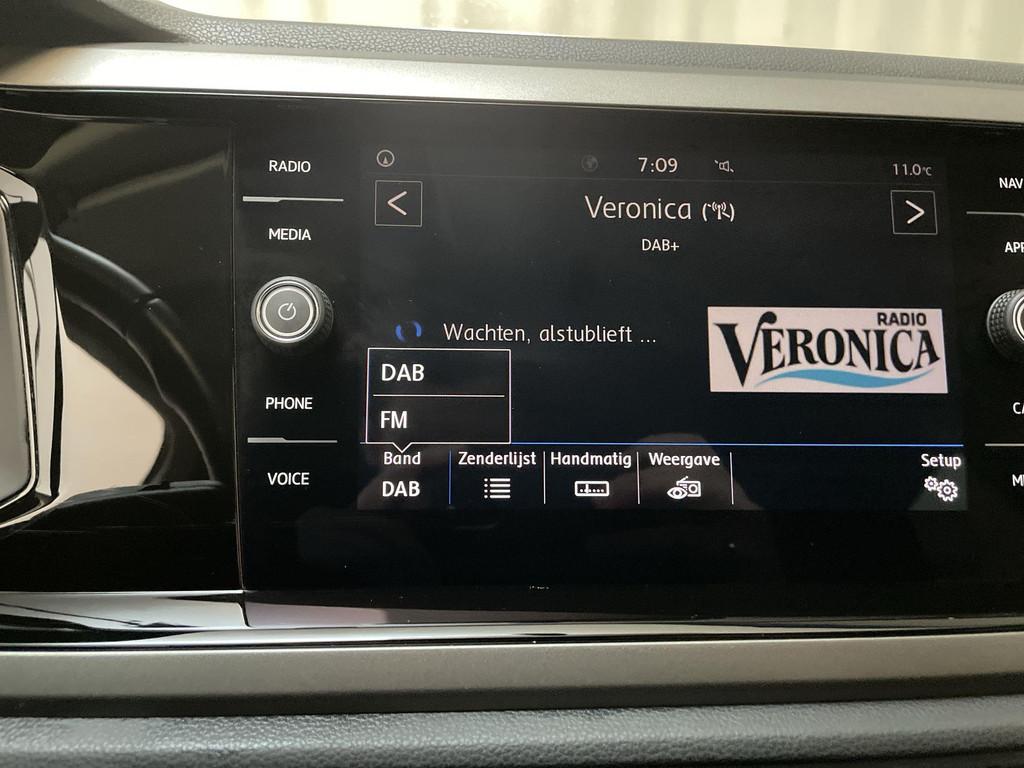 RADIO
MEDIA
PHONE
VOICE
7:09
11.0°C
<
Veronica
>
DAB+
Wachten, alstublieft ...
RADIO
VERONICA
DAB
FM
Band
DAB
Zenderlijst
Handmatig
Weergave
Setup
NAV